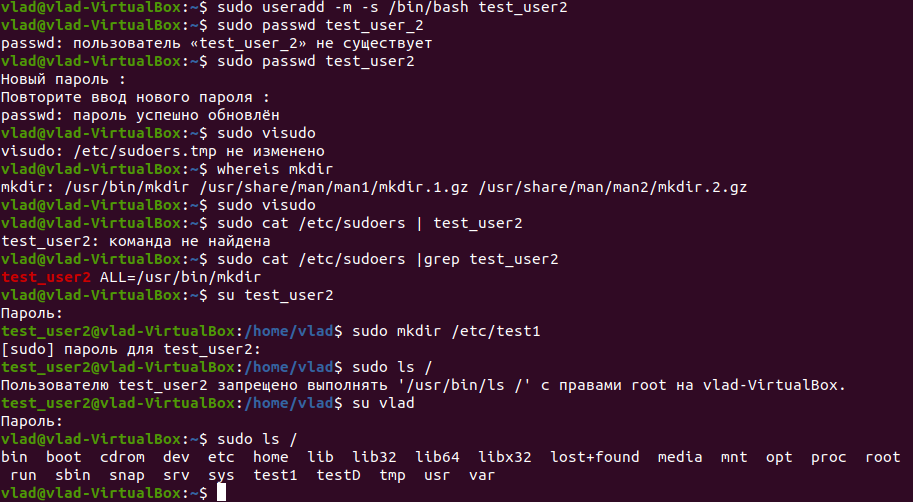 vlad@vlad-VirtualBox:~$ sudo useradd -m -s /bin/bash test_user2
vlad@vlad-VirtualBox:~$ sudo passwd test_user_2
passwd: пользователь «test_user_2» не существует
vlad@vlad-VirtualBox:~$ sudo passwd test_user2
Новый пароль :
Повторите ввод нового пароля :
passwd: пароль успешно обновлён
vlad@vlad-VirtualBox:~$ sudo visudo
visudo: /etc/sudoers.tmp не изменено
vlad@vlad-VirtualBox:~$ whereis mkdir
mkdir: /usr/bin/mkdir /usr/share/man/man1/mkdir.1.gz /usr/share/man/man2/mkdir.2.gz
vlad@vlad-VirtualBox:~$ sudo visudo
vlad@vlad-VirtualBox:~$ sudo cat /etc/sudoers | test_user2
test_user2: команда не найдена
vlad@vlad-VirtualBox:~$ sudo cat /etc/sudoers |grep test_user2
test_user2 ALL=/usr/bin/mkdir
vlad@vlad-VirtualBox:~$ su test_user2
Пароль:
test_user2@vlad-VirtualBox:/home/vlad$ sudo mkdir /etc/test1
[sudo] пароль для test_user2:
test_user2@vlad-VirtualBox:/home/vlad$ sudo ls /
Пользователю test_user2 запрещено выполнять '/usr/bin/ls /' с правами root на vlad-VirtualBox.
test_user2@vlad-VirtualBox:/home/vlad$ su vlad
Пароль:
vlad@vlad-VirtualBox:~$ sudo ls /
bin  boot  cdrom  dev  etc  home  lib  lib32  lib64  libx32  lost+found  media  mnt  opt  proc  root
run  sbin  snap  srv  sys  test1  testD  tmp  usr  var
vlad@vlad-VirtualBox:~$